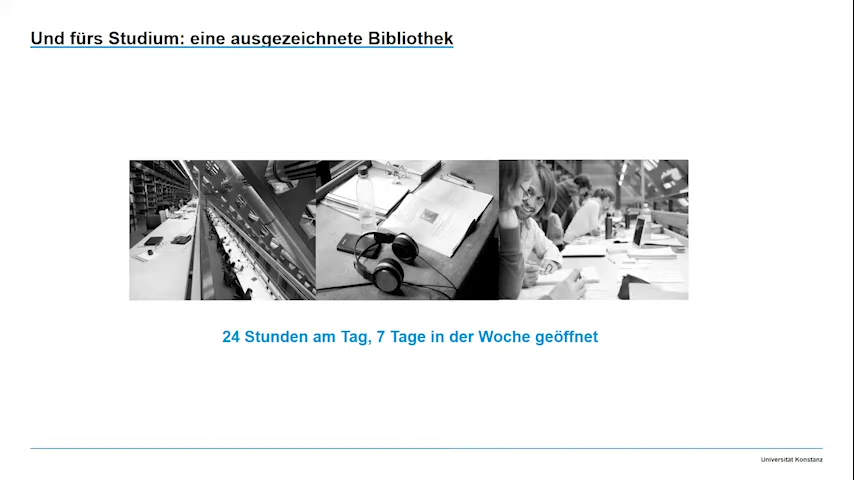 Und fürs Studium: eine ausgezeichnete Bibliothek
24 Stunden am Tag, 7 Tage in der Woche geöffnet
Universität Konstanz